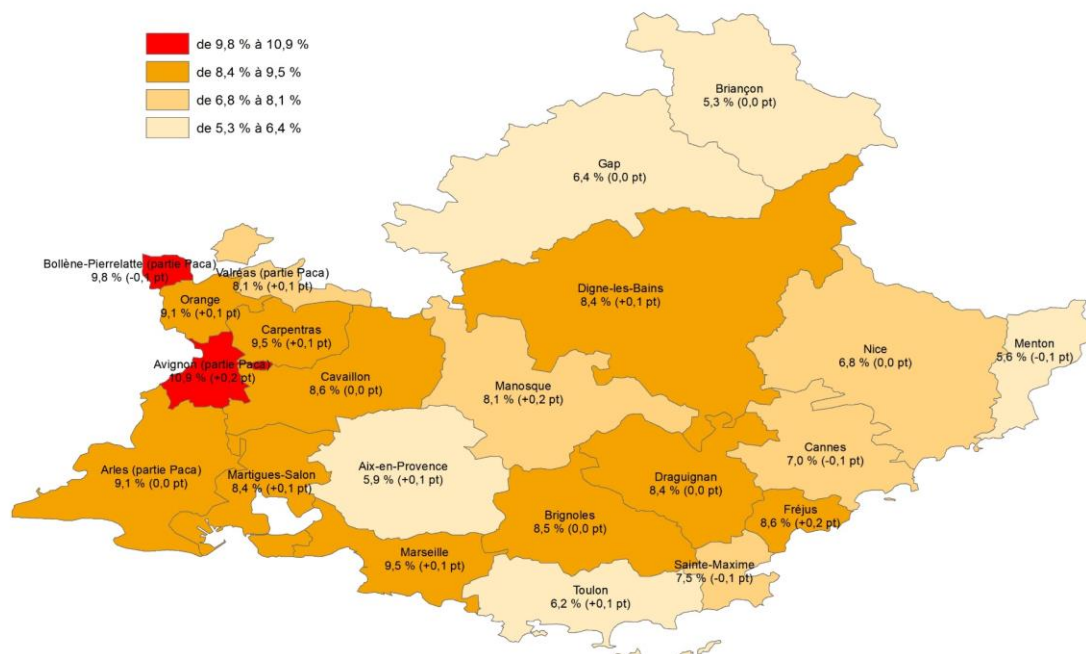 de 9,8 % à 10,9 %
de 8,4 % à 9,5 %
de 6,8 % à 8,1 %
de 5,3 % à 6,4 %
Briançon
5,3 % (0,0 pt)
Gap
6,4 % (0,0 pt)
Bollène-Pierrelatte (partie Paca)
9,8 % (-0,1 pt)
Valréas (partie Paca)
8,1 % (+0,1 pt)
Orange
9,1 % (+0,1 pt)
Digne-les-Bains
8,4 % (+0,1 pt)
Carpentras
9,5 % (+0,1 pt)
Nice
6,8 % (0,0 pt)
Menton
5,6 % (-0,1 pt)
Avignon (partie Paca)
10,9 % (+0,2 pt)
Cavaillon
8,6 % (0,0 pt)
Manosque
8,1 % (+0,2 pt)
Cannes
7,0 % (-0,1 pt)
Arles (partie Paca)
9,1 % (0,0 pt)
Martigues-Salon
8,4 % (+0,1 pt)
Aix-en-Provence
5,9 % (+0,1 pt)
Draguignan
8,4 % (0,0 pt)
Fréjus
8,6 % (+0,2 pt)
Brignoles
8,5 % (0,0 pt)
Marseille
9,5 % (+0,1 pt)
Sainte-Maxime
7,5 % (-0,1 pt)
Toulon
6,2 % (+0,1 pt)